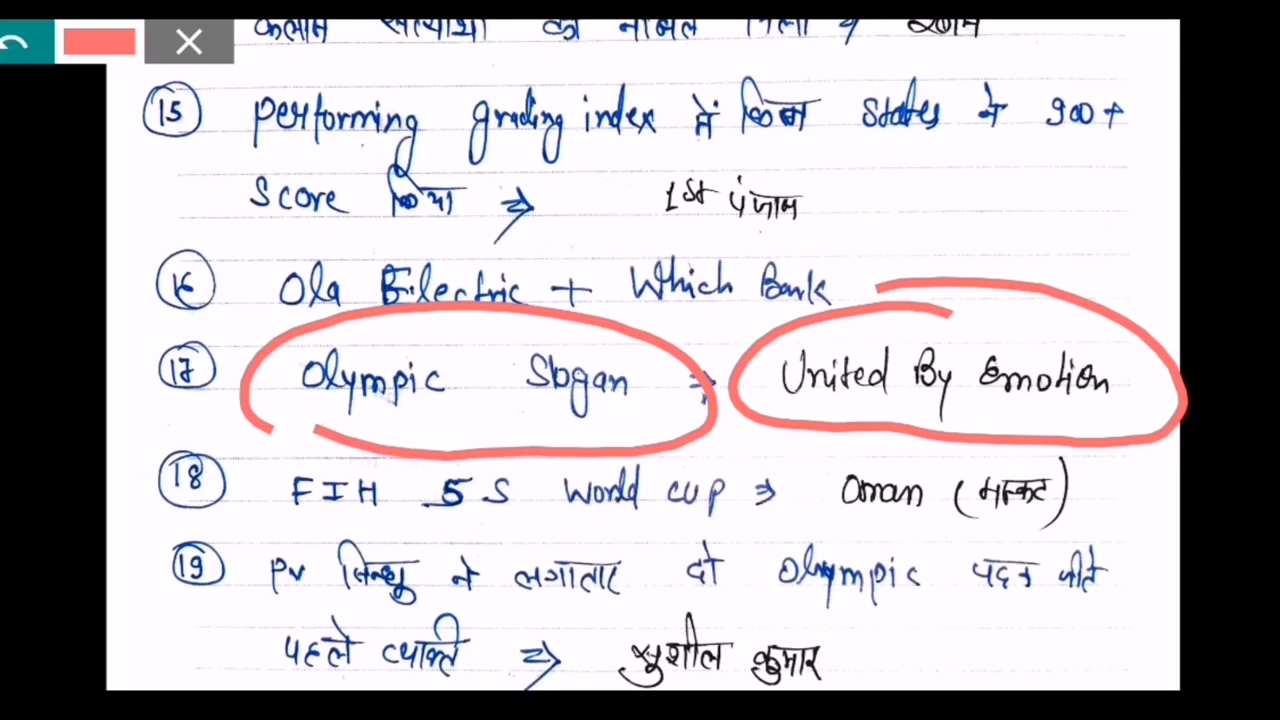 कैलाश सत्यार्थी को नोबेल मिला
15 Performing grading index में किन States ने 900+
Score किया ⇒ 1st पंजाब
16 Ola Electric + Which Bank
17 Olympic Slogan ⇒ United By Emotion
18 FIH 5S World cup ⇒ Oman (मस्कट)
19 PV सिन्धु ने लगातार दो Olympic पदक जीते
पहले व्यक्ति ⇒ सुशील कुमार